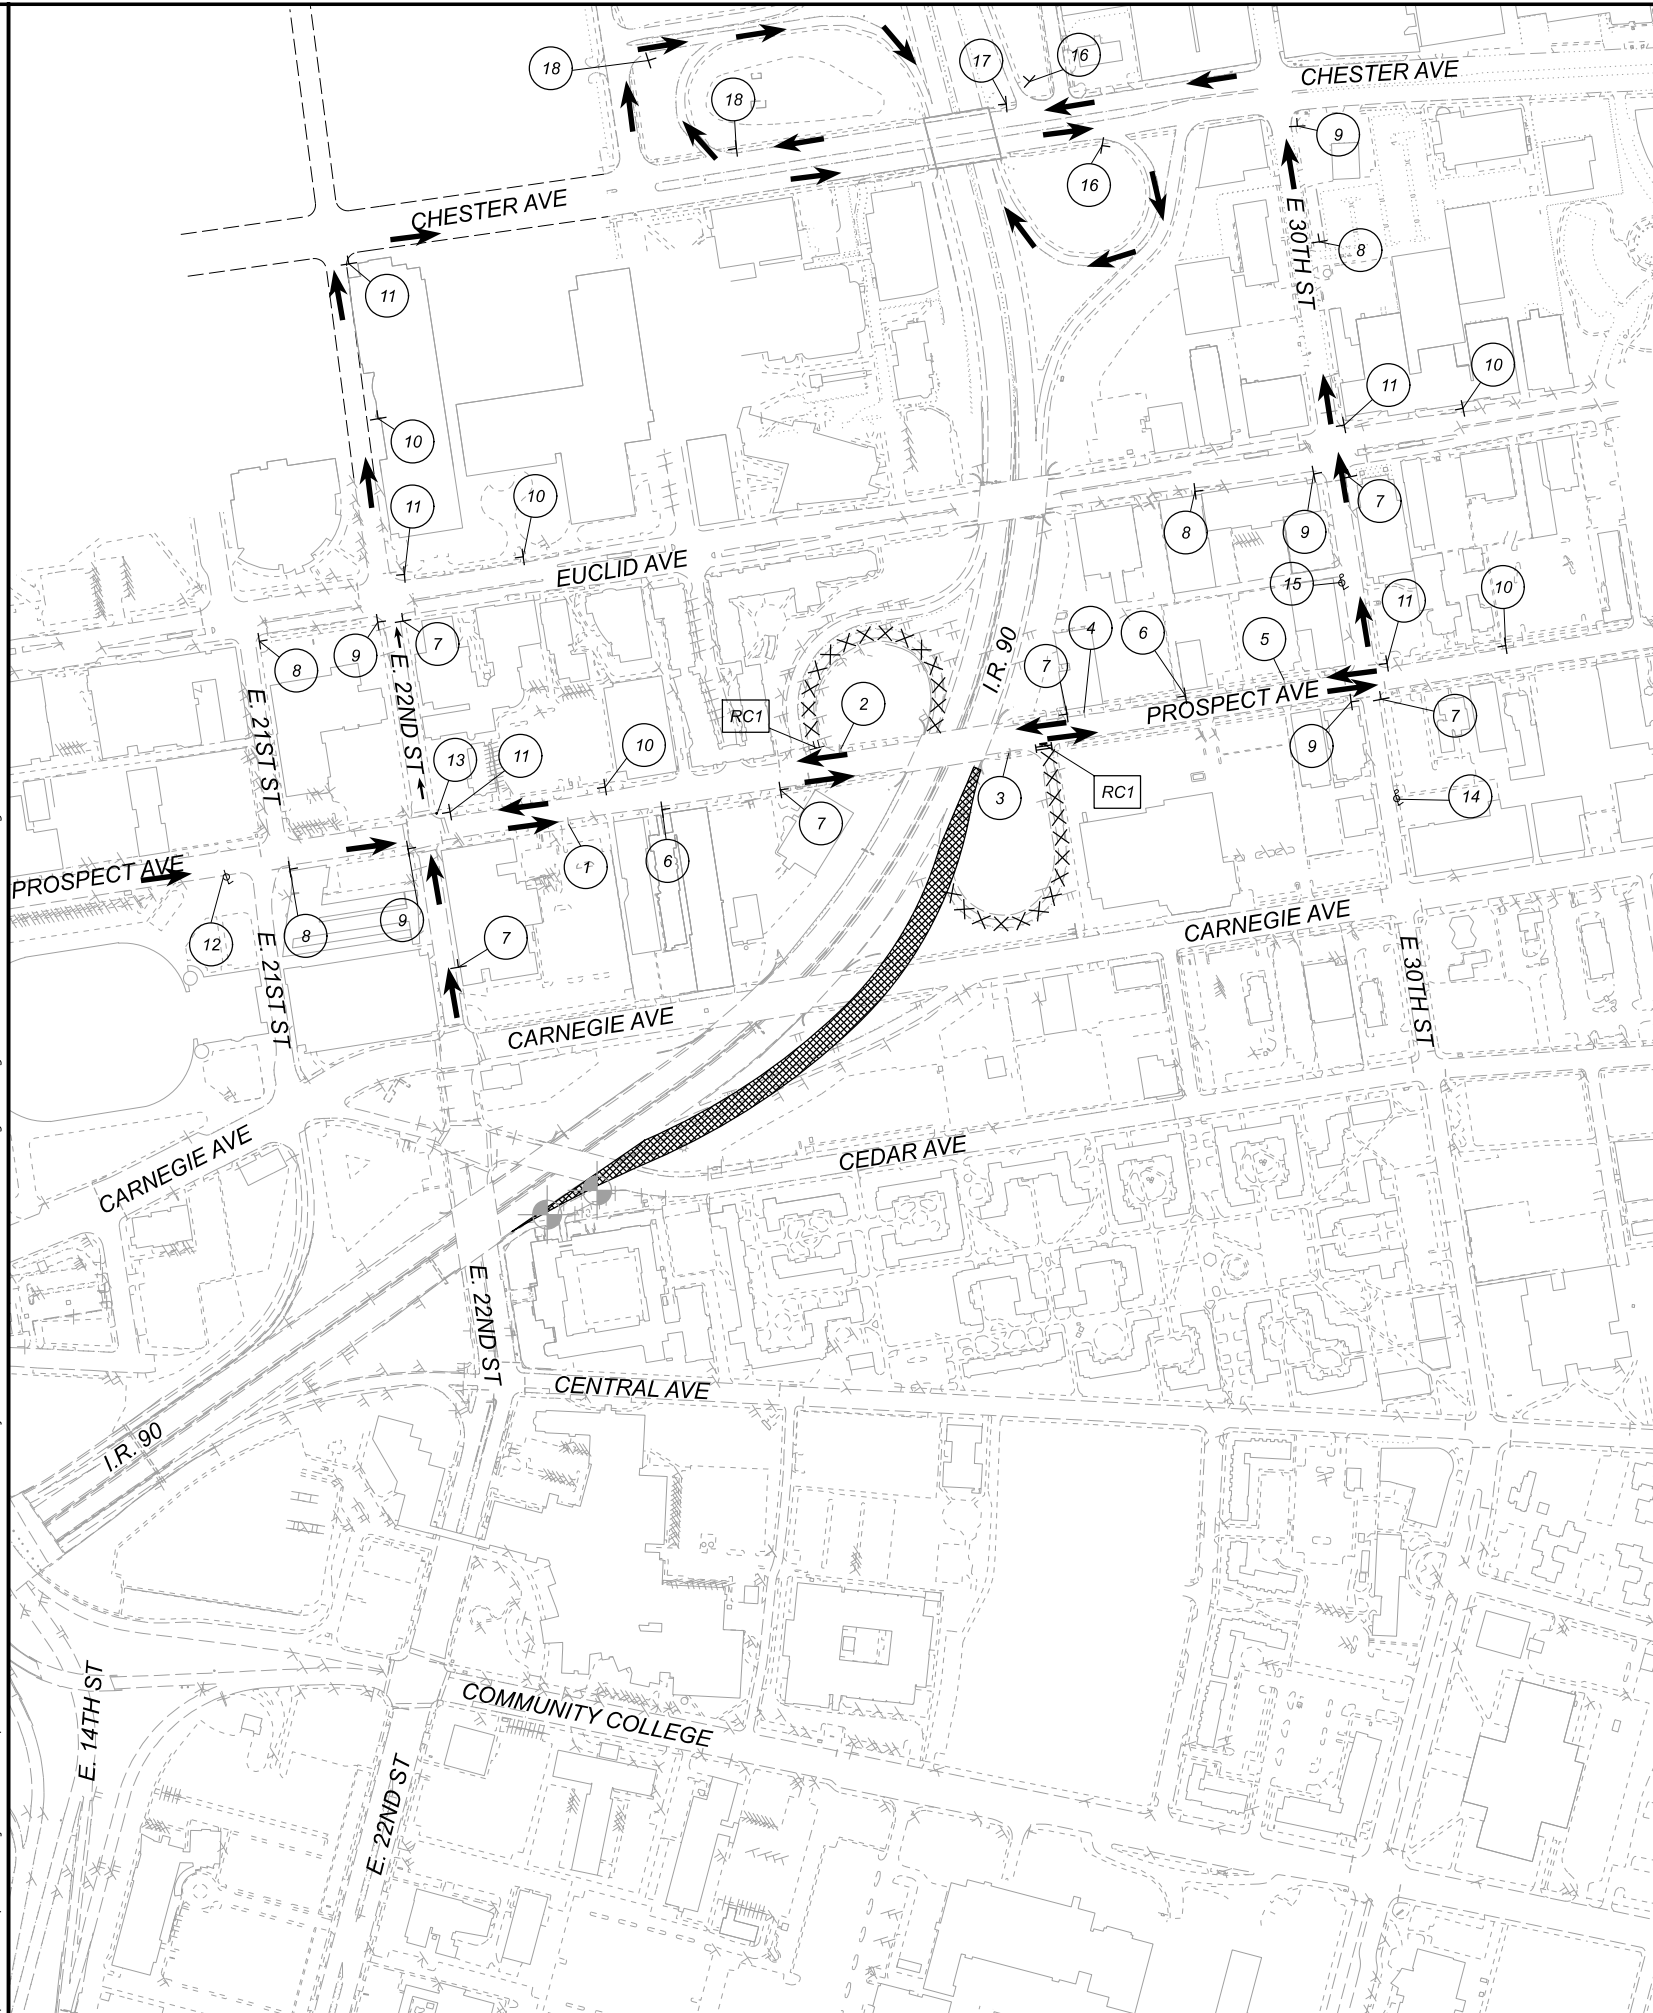 18
17
16
CHESTER AVE
18
9
16
CHESTER AVE
E 30TH ST
8
11
10
11
10
11
10
7
8
9
EUCLID AVE
15
10
11
4
6
5
9
7
8
E. 22ND ST
I.R. 90
7
RC1
2
PROSPECT AVE
7
E. 21ST ST
13
11
10
9
RC1
3
14
7
1
6
PROSPECT AVE
12
8
9
7
CARNEGIE AVE
E. 21ST ST
E 30TH ST
CARNEGIE AVE
CARNEGIE AVE
CEDAR AVE
E. 22ND ST
CENTRAL AVE
I.R. 90
E. 14TH ST
COMMUNITY COLLEGE
E. 22ND ST